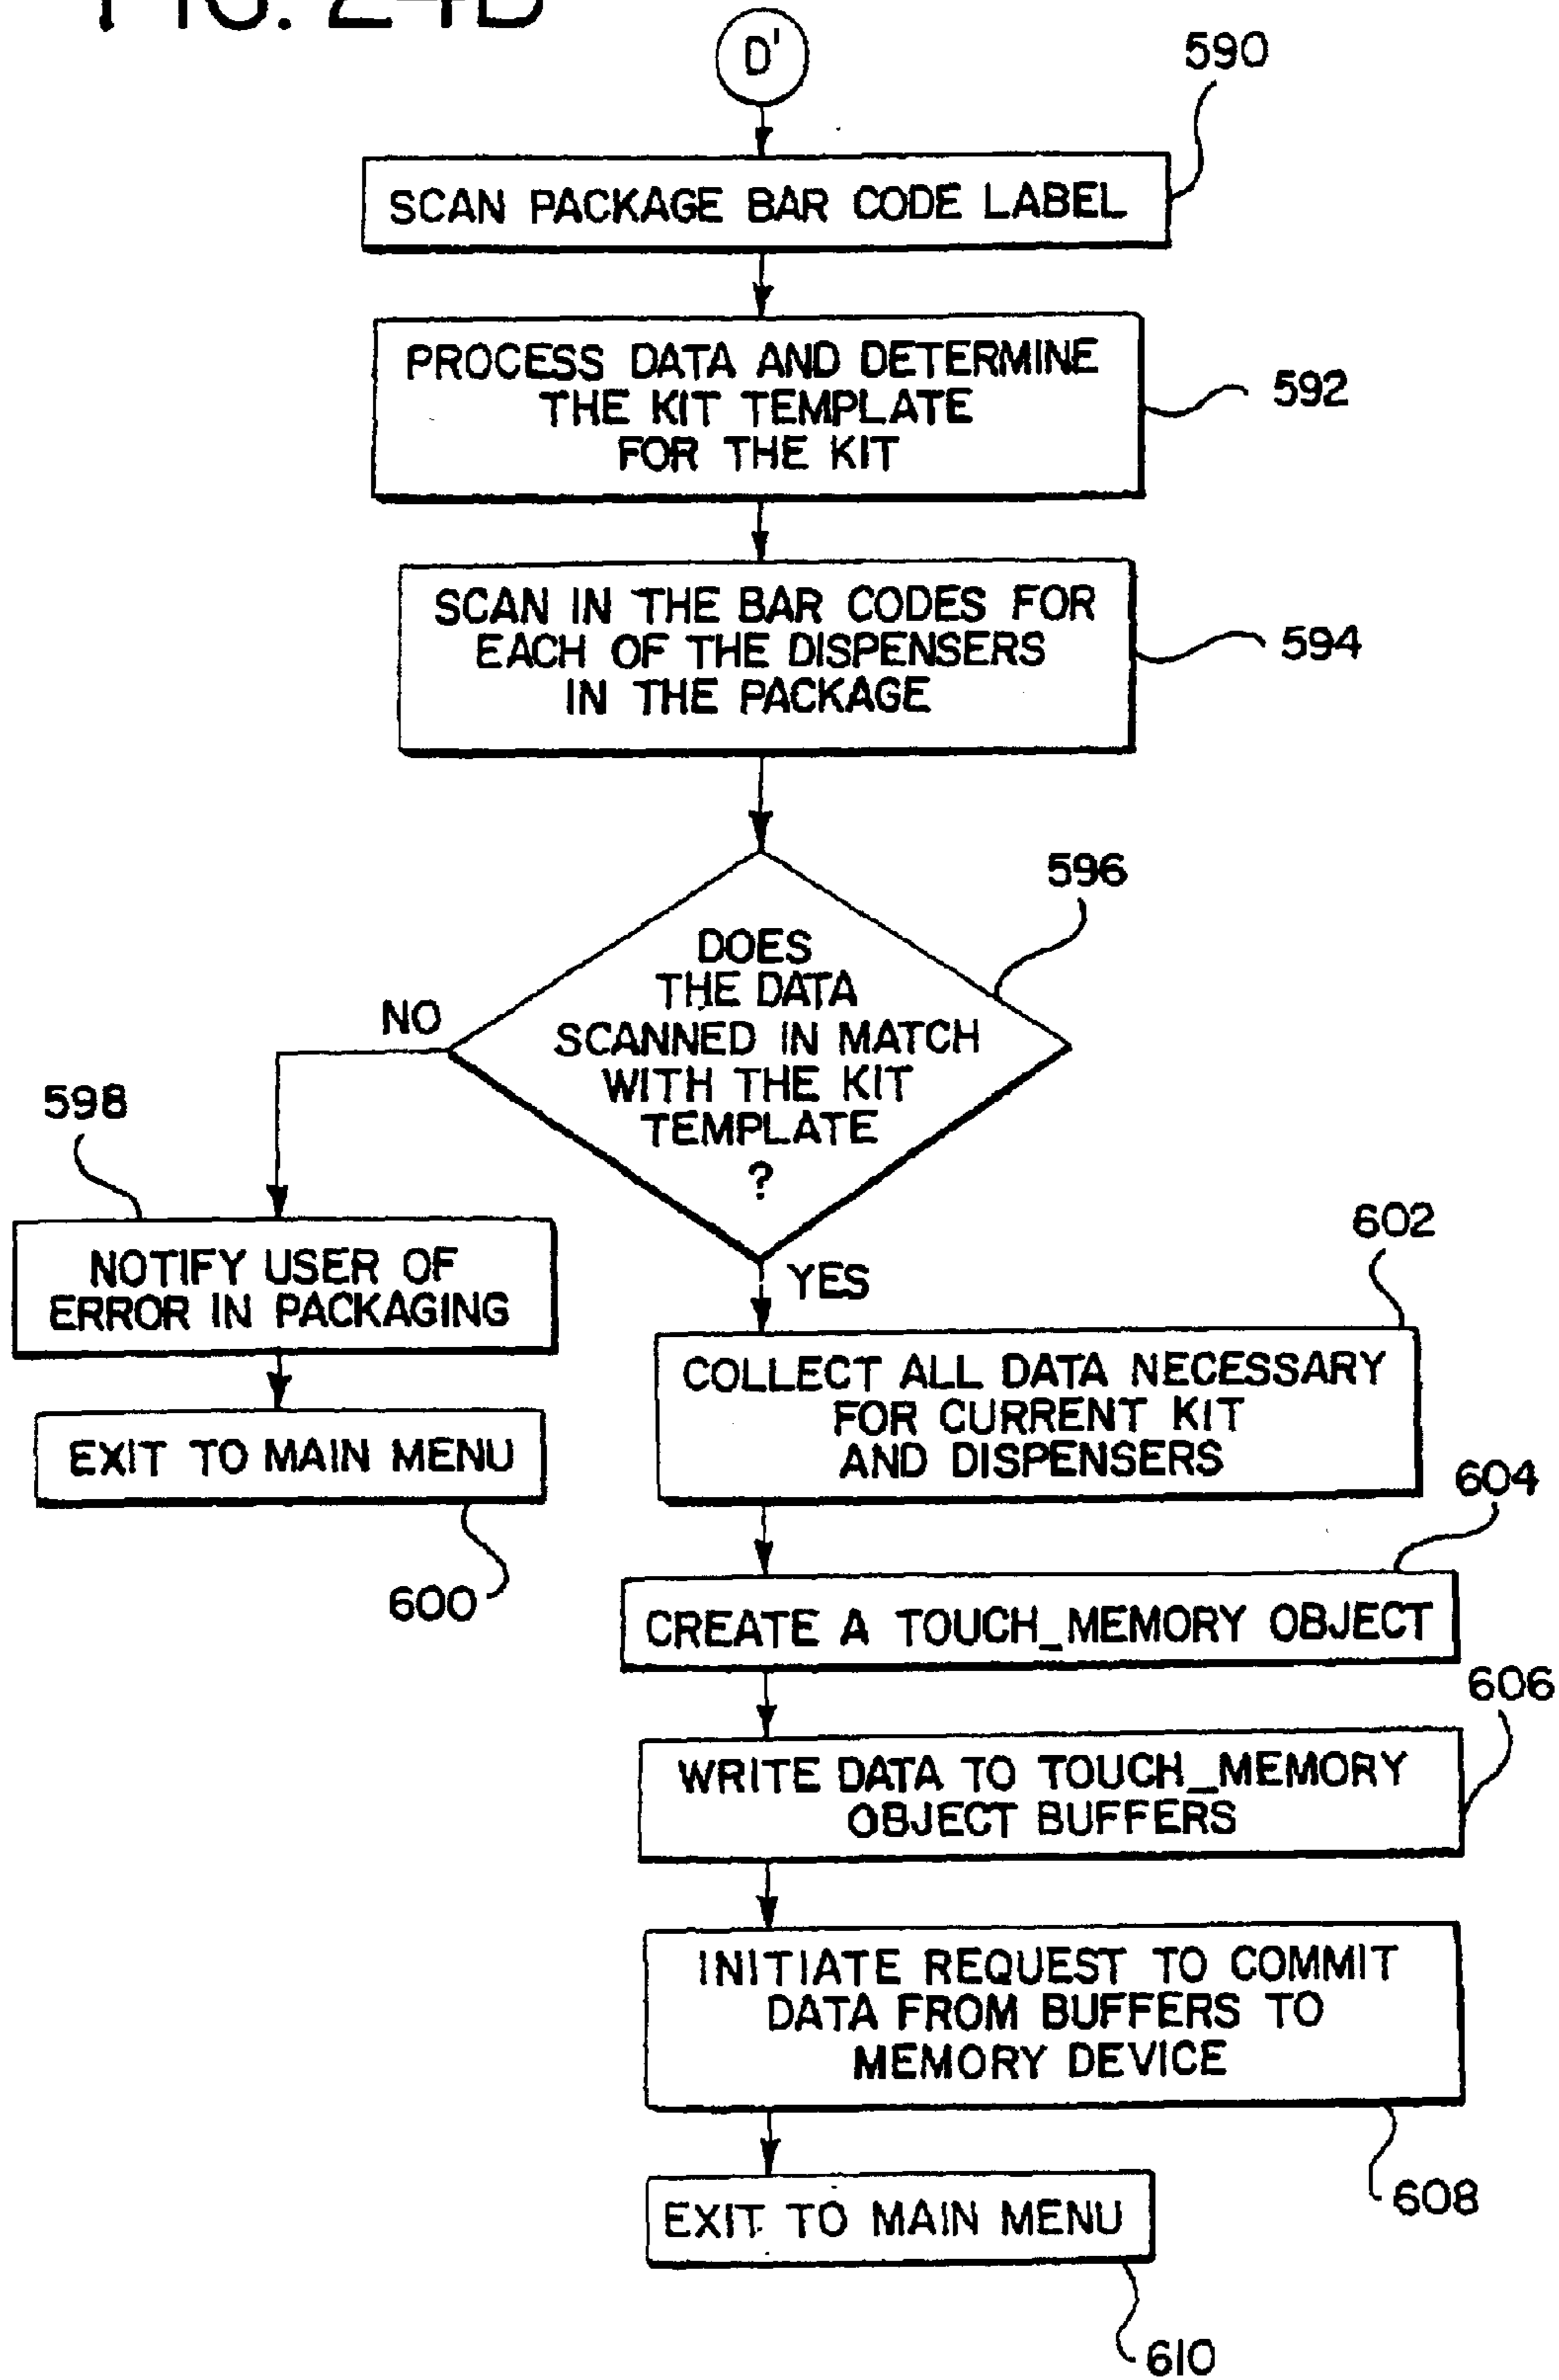 FIG. 24B
D'
590
SCAN PACKAGE BAR CODE LABEL
PROCESS DATA AND DETERMINE
THE KIT TEMPLATE
FOR THE KIT
592
SCAN IN THE BAR CODES FOR
EACH OF THE DISPENSERS
IN THE PACKAGE
594
596
DOES
THE DATA
SCANNED IN MATCH
WITH THE KIT
TEMPLATE
?
NO
598
NOTIFY USER OF
ERROR IN PACKAGING
EXIT TO MAIN MENU
600
YES
602
COLLECT ALL DATA NECESSARY
FOR CURRENT KIT
AND DISPENSERS
604
CREATE A TOUCH_MEMORY OBJECT
606
WRITE DATA TO TOUCH_MEMORY
OBJECT BUFFERS
INITIATE REQUEST TO COMMIT
DATA FROM BUFFERS TO
MEMORY DEVICE
608
EXIT TO MAIN MENU
610